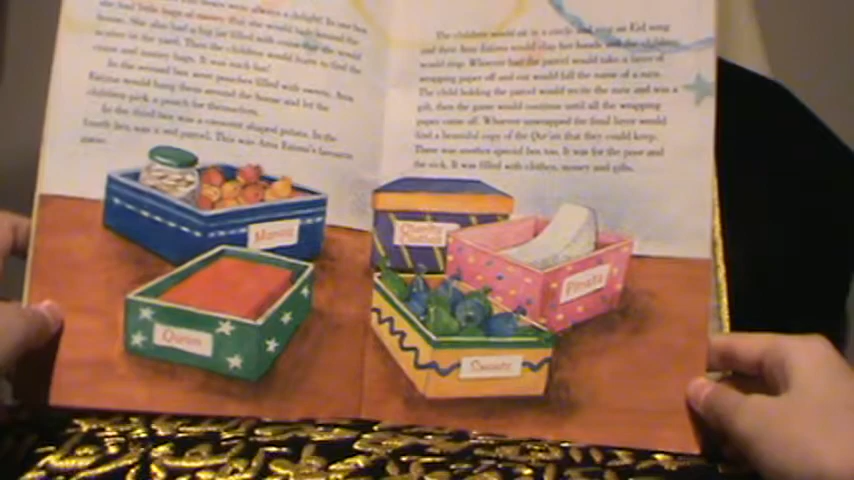 always a delight! In one box
she had little bags of money that she would hide around the
house. She also had a big jar filled with coins that she would
scatter in the yard. Then the children would hurry to find the
coins and money bags. It was such fun!
In the second box were pouches filled with sweets. Ama
Fatima would hang them around the house and let the
children pick a pouch for themselves.
In the third box was a crescent shaped pinata. In the
fourth box was a red parcel. This was Ama Fatima's favourite
game.
The children would sit in a circle and sing an Eid song
and then Ama Fatima would clap her hands and the children
would stop. Whoever had the parcel would take a layer of
wrapping paper off and out would fall the name of a sura.
The child holding the parcel would recite the sura and win a
gift, then the game would continue until all the wrapping
paper came off. Whoever unwrapped the final layer would
find a beautiful copy of the Qur'an that they could keep.
There was another special box too. It was for the poor and
the sick. It was filled with clothes, money and gifts.
Money
Charity
Pinata
Quran
Sweets